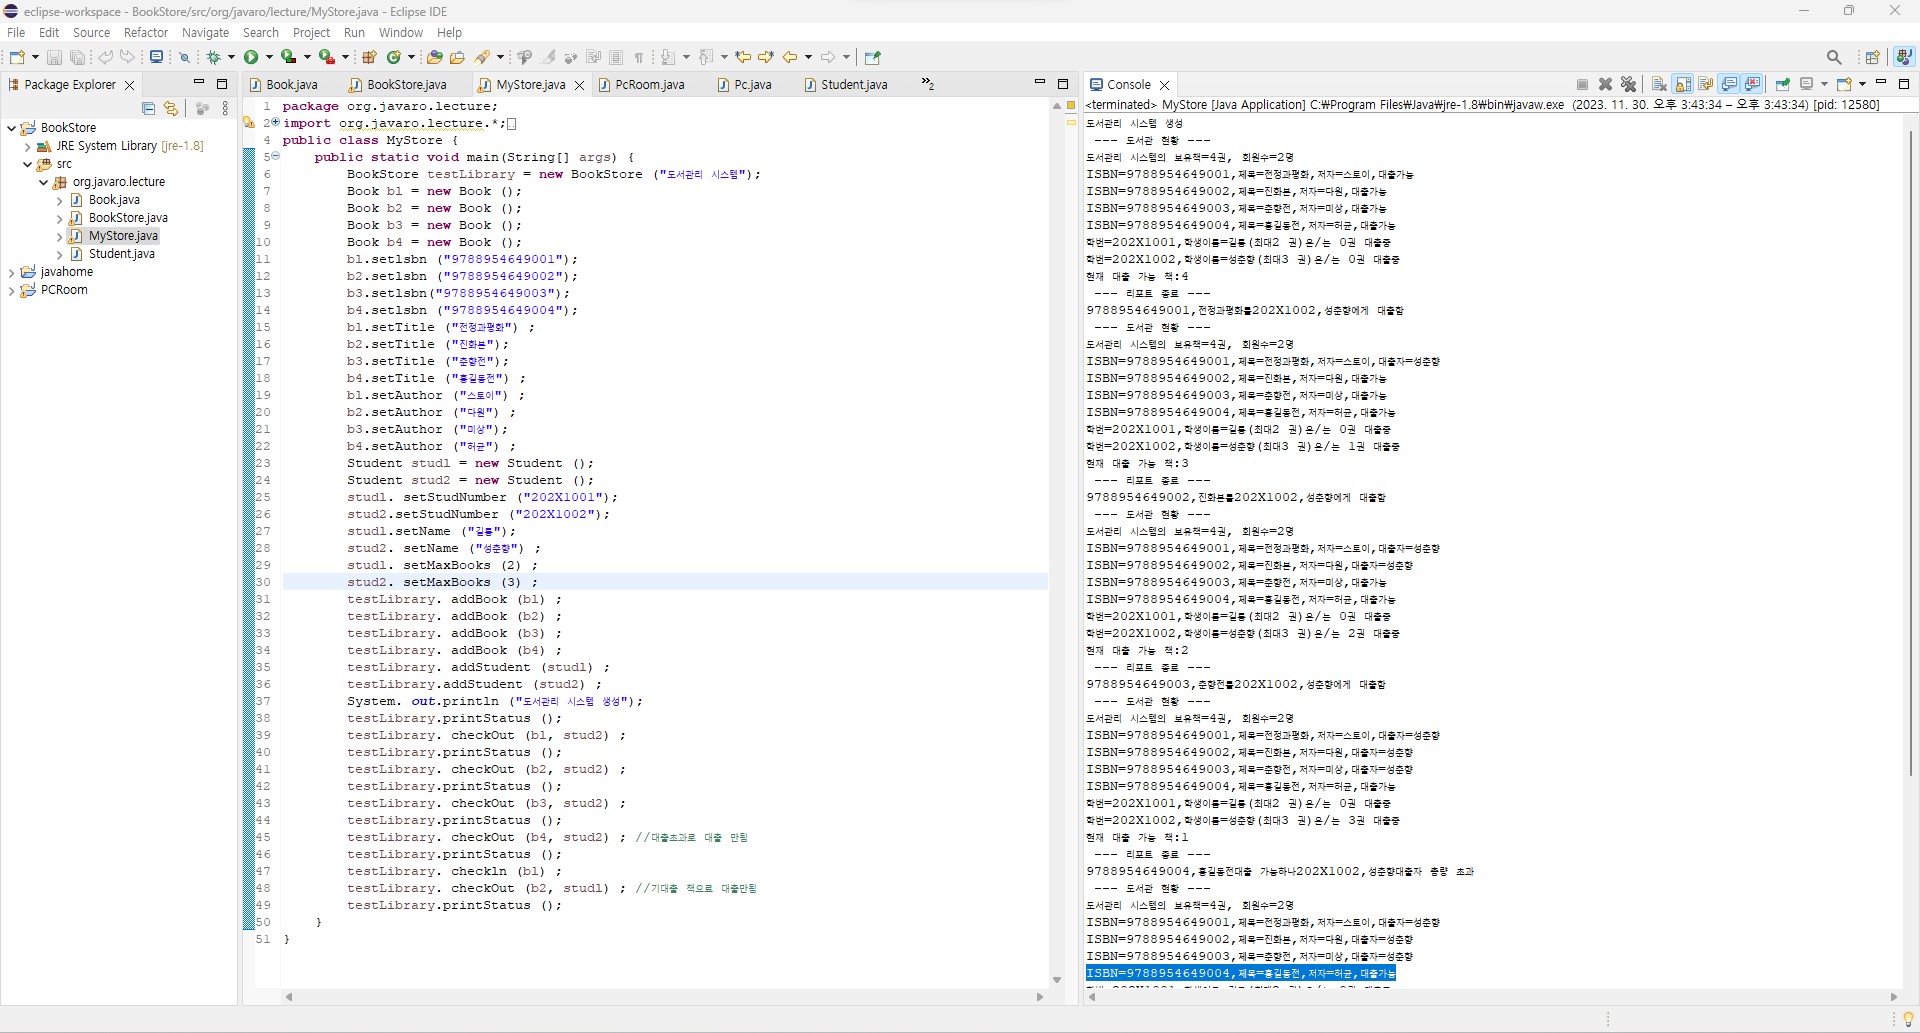 eclipse-workspace - BookStore/src/org/javaro/lecture/MyStore.java - Eclipse IDE
File Edit Source Refactor Navigate Search Project Run Window Help
Package Explorer
BookStore
JRE System Library [jre-1.8]
src
org.javaro.lecture
Book.java
BookStore.java
MyStore.java
Student.java
javahome
PCRoom
Book.java BookStore.java MyStore.java PcRoom.java Pc.java Student.java »2
1 package org.javaro.lecture;
2 import org.javaro.lecture.*;
4 public class MyStore {
5 public static void main(String[] args) {
6 BookStore testLibrary = new BookStore ("도서관리 시스템");
7 Book b1 = new Book ();
8 Book b2 = new Book ();
9 Book b3 = new Book ();
10 Book b4 = new Book ();
11 b1.setlsbn ("9788954649001");
12 b2.setlsbn ("9788954649002");
13 b3.setlsbn("9788954649003");
14 b4.setlsbn ("9788954649004");
15 b1.setTitle ("전정과평화") ;
16 b2.setTitle ("진화본");
17 b3.setTitle ("춘향전");
18 b4.setTitle ("홍길동전") ;
19 b1.setAuthor ("스토이") ;
20 b2.setAuthor ("다원") ;
21 b3.setAuthor ("미상");
22 b4.setAuthor ("허균") ;
23 Student stud1 = new Student ();
24 Student stud2 = new Student ();
25 stud1. setStudNumber ("202X1001");
26 stud2.setStudNumber ("202X1002");
27 stud1.setName ("길통");
28 stud2. setName ("성춘향") ;
29 stud1. setMaxBooks (2) ;
30 stud2. setMaxBooks (3) ;
31 testLibrary. addBook (b1) ;
32 testLibrary. addBook (b2) ;
33 testLibrary. addBook (b3) ;
34 testLibrary. addBook (b4) ;
35 testLibrary. addStudent (stud1) ;
36 testLibrary.addStudent (stud2) ;
37 System. out.println ("도서관리 시스템 생성");
38 testLibrary.printStatus ();
39 testLibrary. checkOut (b1, stud2) ;
40 testLibrary.printStatus ();
41 testLibrary. checkOut (b2, stud2) ;
42 testLibrary.printStatus ();
43 testLibrary. checkOut (b3, stud2) ;
44 testLibrary.printStatus ();
45 testLibrary. checkOut (b4, stud2) ; //대출초과로 대출 안됨
46 testLibrary.printStatus ();
47 testLibrary. checkln (b1) ;
48 testLibrary. checkOut (b2, stud1) ; //기대출 책으로 대출안됨
49 testLibrary.printStatus ();
50 }
51 }
Console
<terminated> MyStore [Java Application] C:₩Program Files₩Java₩jre-1.8₩bin₩javaw.exe (2023. 11. 30. 오후 3:43:34 – 오후 3:43:34) [pid: 12580]
도서관리 시스템 생성
--- 도서관 현황 ---
도서관리 시스템의 보유책=4권, 회원수=2명
ISBN=9788954649001,제목=전정과평화,저자=스토이,대출가능
ISBN=9788954649002,제목=진화본,저자=다원,대출가능
ISBN=9788954649003,제목=춘향전,저자=미상,대출가능
ISBN=9788954649004,제목=홍길동전,저자=허균,대출가능
학번=202X1001,학생이름=길통(최대2 권)은/는 0권 대출중
학번=202X1002,학생이름=성춘향(최대3 권)은/는 0권 대출중
현재 대출 가능 책:4
--- 리포트 종료 ---
9788954649001,전정과평화를202X1002,성춘향에게 대출함
--- 도서관 현황 ---
도서관리 시스템의 보유책=4권, 회원수=2명
ISBN=9788954649001,제목=전정과평화,저자=스토이,대출자=성춘향
ISBN=9788954649002,제목=진화본,저자=다원,대출가능
ISBN=9788954649003,제목=춘향전,저자=미상,대출가능
ISBN=9788954649004,제목=홍길동전,저자=허균,대출가능
학번=202X1001,학생이름=길통(최대2 권)은/는 0권 대출중
학번=202X1002,학생이름=성춘향(최대3 권)은/는 1권 대출중
현재 대출 가능 책:3
--- 리포트 종료 ---
9788954649002,진화본를202X1002,성춘향에게 대출함
--- 도서관 현황 ---
도서관리 시스템의 보유책=4권, 회원수=2명
ISBN=9788954649001,제목=전정과평화,저자=스토이,대출자=성춘향
ISBN=9788954649002,제목=진화본,저자=다원,대출자=성춘향
ISBN=9788954649003,제목=춘향전,저자=미상,대출가능
ISBN=9788954649004,제목=홍길동전,저자=허균,대출가능
학번=202X1001,학생이름=길통(최대2 권)은/는 0권 대출중
학번=202X1002,학생이름=성춘향(최대3 권)은/는 2권 대출중
현재 대출 가능 책:2
--- 리포트 종료 ---
9788954649003,춘향전를202X1002,성춘향에게 대출함
--- 도서관 현황 ---
도서관리 시스템의 보유책=4권, 회원수=2명
ISBN=9788954649001,제목=전정과평화,저자=스토이,대출자=성춘향
ISBN=9788954649002,제목=진화본,저자=다원,대출자=성춘향
ISBN=9788954649003,제목=춘향전,저자=미상,대출자=성춘향
ISBN=9788954649004,제목=홍길동전,저자=허균,대출가능
학번=202X1001,학생이름=길통(최대2 권)은/는 0권 대출중
학번=202X1002,학생이름=성춘향(최대3 권)은/는 3권 대출중
현재 대출 가능 책:1
--- 리포트 종료 ---
9788954649004,홍길동전대출 가능하나202X1002,성춘향대출자 총량 초과
--- 도서관 현황 ---
도서관리 시스템의 보유책=4권, 회원수=2명
ISBN=9788954649001,제목=전정과평화,저자=스토이,대출자=성춘향
ISBN=9788954649002,제목=진화본,저자=다원,대출자=성춘향
ISBN=9788954649003,제목=춘향전,저자=미상,대출자=성춘향
ISBN=9788954649004,제목=홍길동전,저자=허균,대출가능